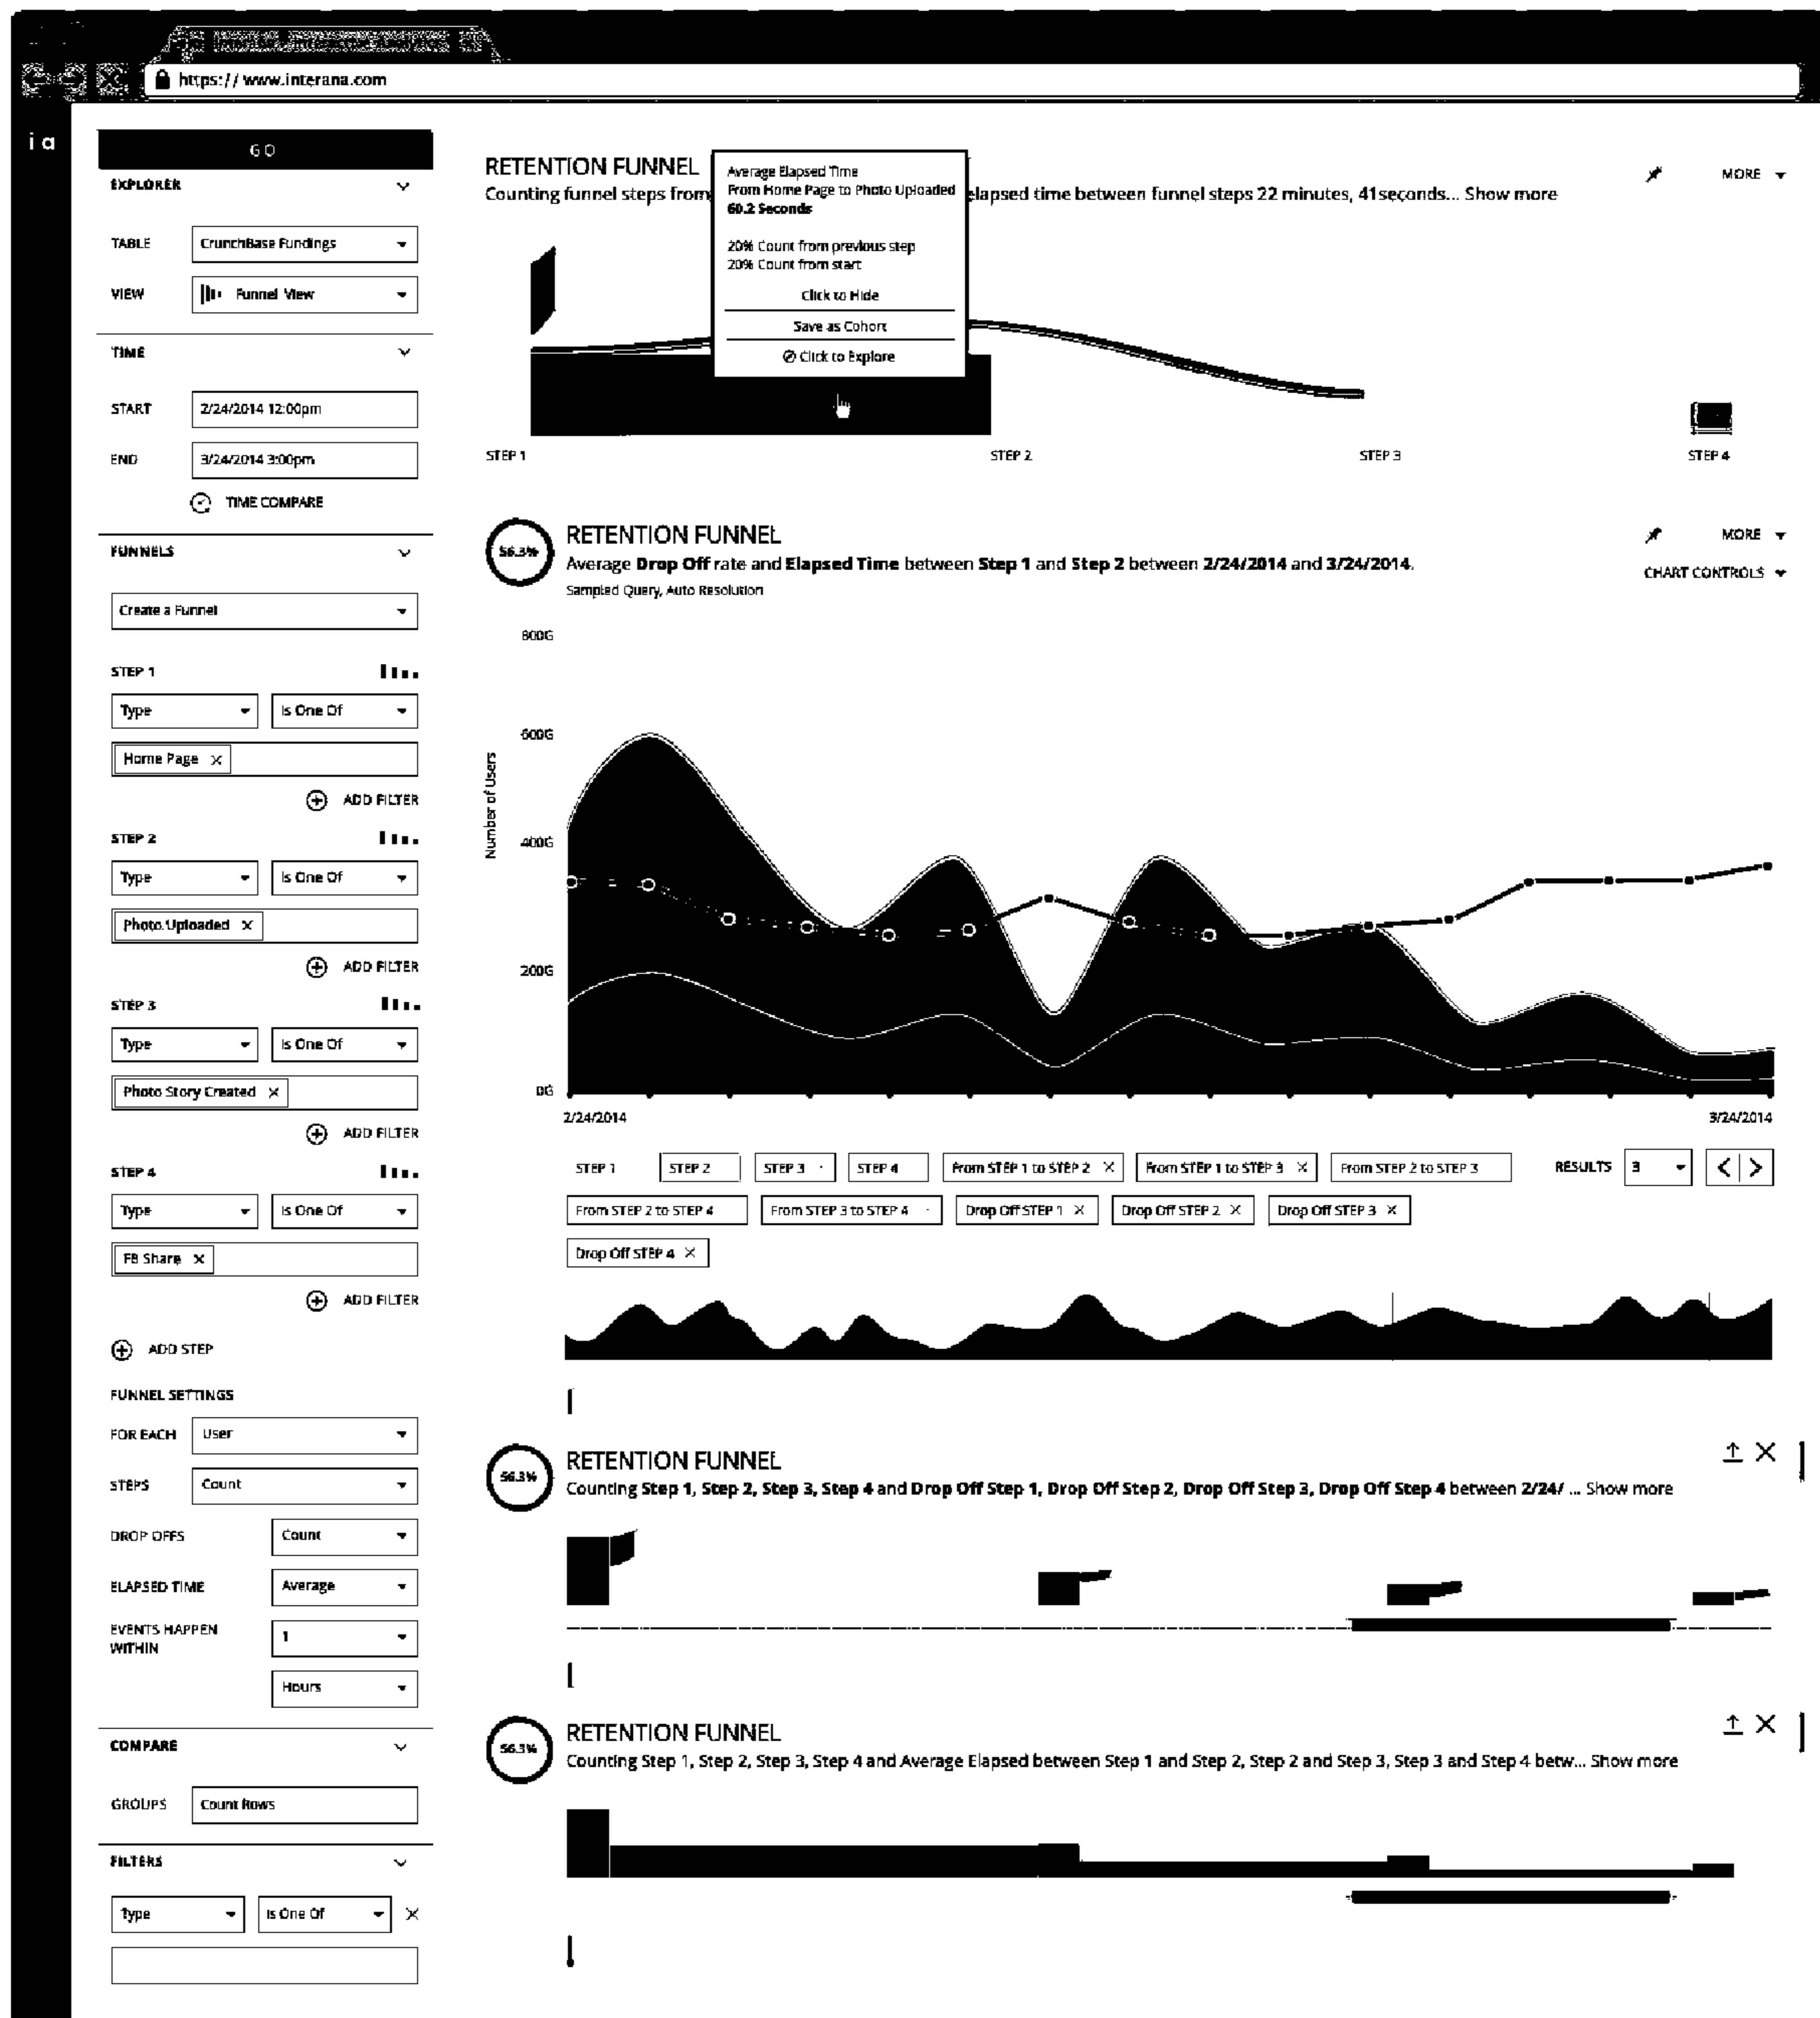 https:// www.interana.com
i a
GO
EXPLORER
TABLE CrunchBase Fundings
VIEW Funnel View
TIME
START 2/24/2014 12:00pm
END 3/24/2014 3:00pm
TIME COMPARE
FUNNELS
Create a Funnel
STEP 1
Type Is One Of
Home Page
ADD FILTER
STEP 2
Type Is One Of
Photo Uploaded
ADD FILTER
STEP 3
Type Is One Of
Photo Story Created
ADD FILTER
STEP 4
Type Is One Of
FB Share
ADD FILTER
ADD STEP
FUNNEL SETTINGS
FOR EACH User
STEPS Count
DROP OFFS Count
ELAPSED TIME Average
EVENTS HAPPEN
WITHIN
1
Hours
COMPARE
GROUPS Count Rows
FILTERS
Type Is One Of
RETENTION FUNNEL
MORE
Counting funnel steps from elapsed time between funnel steps 22 minutes, 41seconds... Show more
Average Elapsed Time
From Home Page to Photo Uploaded
60.2 Seconds
20% Count from previous step
20% Count from start
Click to Hide
Save as Cohort
Click to Explore
STEP 1 STEP 2 STEP 3 STEP 4
56.3%
RETENTION FUNNEL
MORE
Average Drop Off rate and Elapsed Time between Step 1 and Step 2 between 2/24/2014 and 3/24/2014.
CHART CONTROLS
Sampled Query, Auto Resolution
Number of Users
800G
600G
400G
200G
0G
2/24/2014 3/24/2014
STEP 1 STEP 2 STEP 3 STEP 4 From STEP 1 to STEP 2 From STEP 1 to STEP 3 From STEP 2 to STEP 3 RESULTS 3
From STEP 2 to STEP 4 From STEP 3 to STEP 4 Drop Off STEP 1 Drop Off STEP 2 Drop Off STEP 3
Drop Off STEP 4
56.3%
RETENTION FUNNEL
Counting Step 1, Step 2, Step 3, Step 4 and Drop Off Step 1, Drop Off Step 2, Drop Off Step 3, Drop Off Step 4 between 2/24/ ... Show more
56.3%
RETENTION FUNNEL
Counting Step 1, Step 2, Step 3, Step 4 and Average Elapsed between Step 1 and Step 2, Step 2 and Step 3, Step 3 and Step 4 betw... Show more